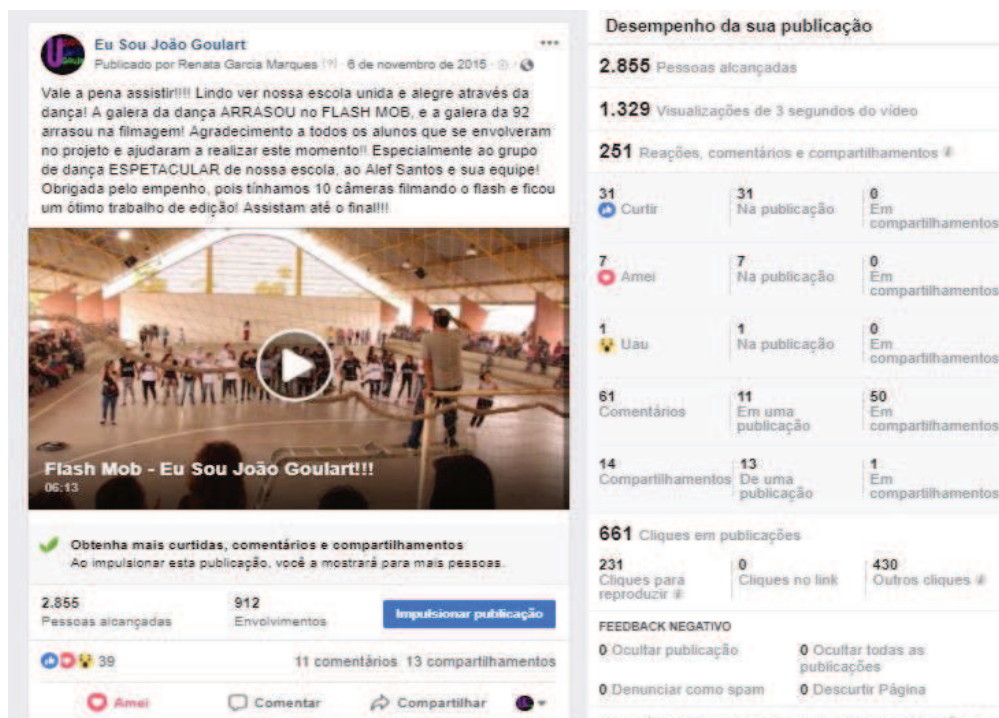 Eu Sou João Goulart
Publicado por Renata Garcia Marques [?] · 6 de novembro de 2015 ·
Vale a pena assistir!!!! Lindo ver nossa escola unida e alegre através da
dança! A galera da dança ARRASOU no FLASH MOB, e a galera da 92
arrasou na filmagem! Agradecimento a todos os alunos que se envolveram
no projeto e ajudaram a realizar este momento!! Especialmente ao grupo
de dança ESPETACULAR de nossa escola, ao Alef Santos e sua equipe!
Obrigada pelo empenho, pois tínhamos 10 câmeras filmando o flash e ficou
um ótimo trabalho de edição! Assistam até o final!!!
Flash Mob - Eu Sou João Goulart!!!
06:13
Obtenha mais curtidas, comentários e compartilhamentos
Ao impulsionar esta publicação, você a mostrará para mais pessoas.
2.855 912
Pessoas alcançadas Envolvimentos Impulsionar publicação
39 11 comentários 13 compartilhamentos
Amei Comentar Compartilhar
Desempenho da sua publicação
2.855 Pessoas alcançadas
1.329 Visualizações de 3 segundos do vídeo
251 Reações, comentários e compartilhamentos
31 31 0
Curtir Na publicação Em
compartilhamentos
7 7 0
Amei Na publicação Em
compartilhamentos
1 1 0
Uau Na publicação Em
compartilhamentos
61 11 50
Comentários Em uma Em
publicação compartilhamentos
14 13 1
Compartilhamentos De uma Em
publicação compartilhamentos
661 Cliques em publicações
231 0 430
Cliques para Cliques no link Outros cliques
reproduzir
FEEDBACK NEGATIVO
0 Ocultar publicação 0 Ocultar todas as
publicações
0 Denunciar como spam 0 Descurtir Página